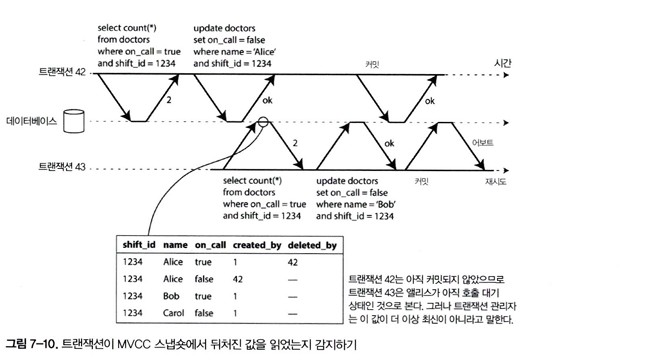 select count(*)
from doctors
where on_call = true
and shift_id = 1234
update doctors
set on_call = false
where name = 'Alice'
and shift_id = 1234
커밋
시간
트랜잭션 42
2
ok
ok
데이터베이스
2
ok
어보트
트랜잭션 43
커밋
재시도
select count(*)
from doctors
where on_call = true
and shift_id = 1234
update doctors
set on_call = false
where name = 'Bob'
and shift_id = 1234
shift_id name on_call created_by deleted_by
1234 Alice true 1 42
1234 Alice false 42 —
1234 Bob true 1 —
1234 Carol false 1 —
트랜잭션 42는 아직 커밋되지 않았으므로
트랜잭션 43은 앨리스가 아직 호출 대기
상태인 것으로 본다. 그러나 트랜잭션 관리자
는 이 값이 더 이상 최신이 아니라고 말한다.
그림 7-10. 트랜잭션이 MVCC 스냅숏에서 뒤처진 값을 읽었는지 감지하기